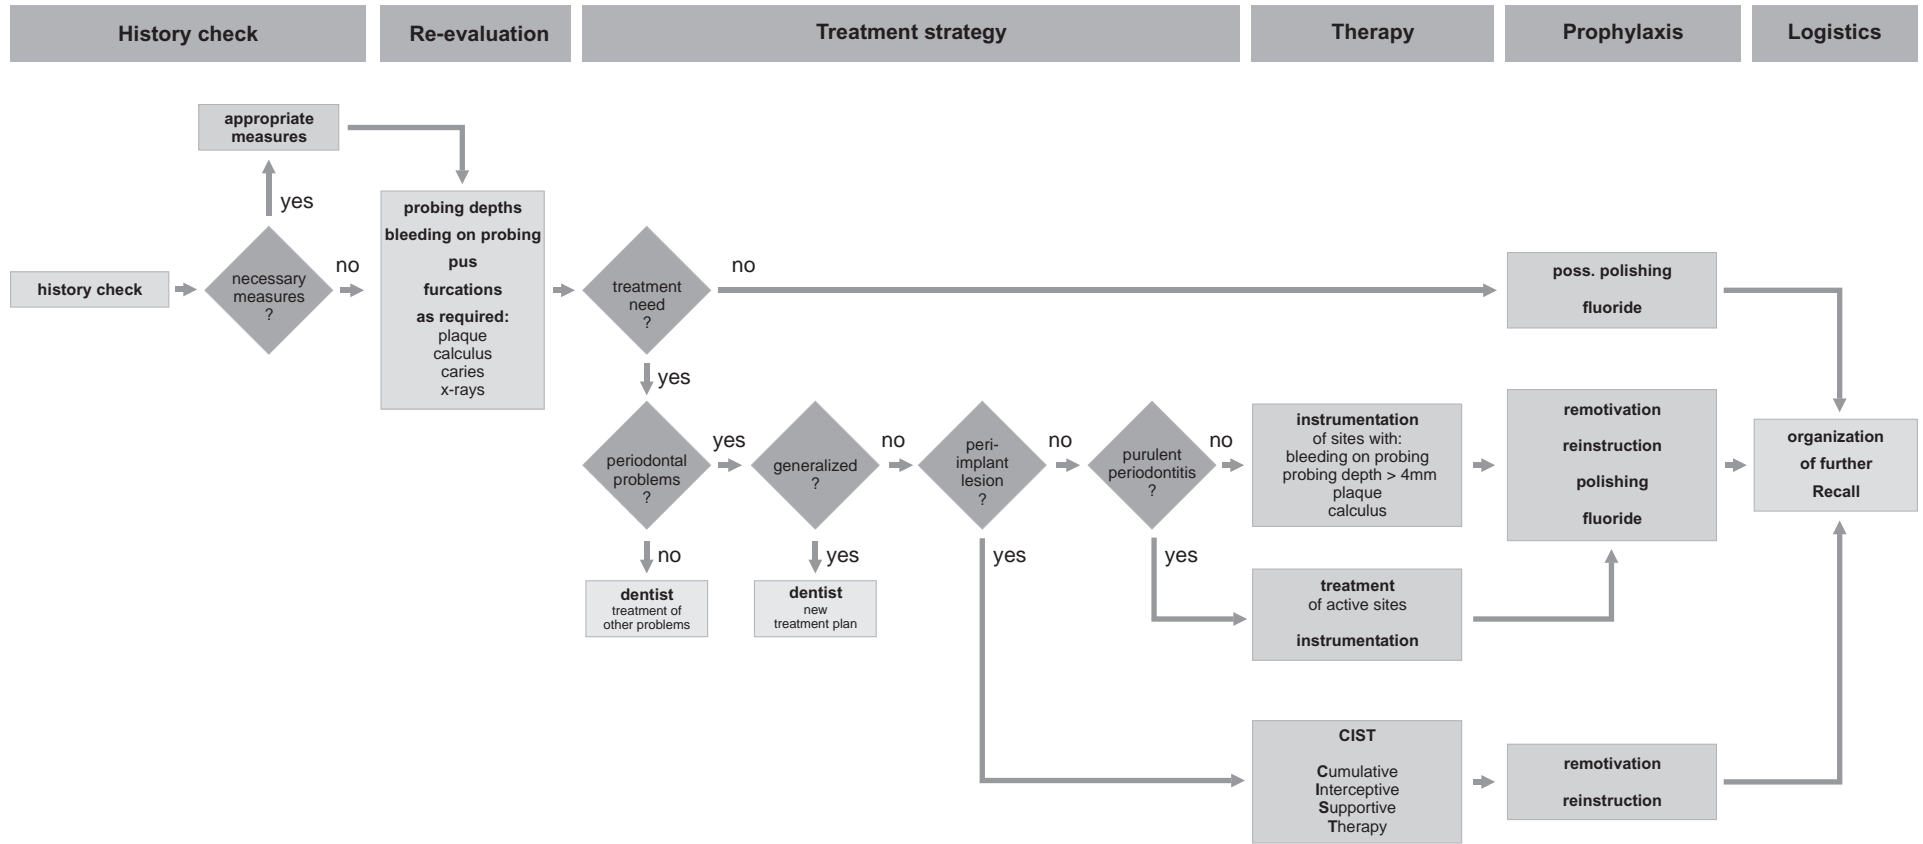 History check
Re-evaluation
Treatment strategy
Therapy
Prophylaxis
Logistics
appropriate
measures
yes
history check
necessary
measures
?
no
probing depths
bleeding on probing
pus
furcations
as required:
plaque
calculus
caries
x-rays
treatment
need
?
no
yes
poss. polishing
fluoride
periodontal
problems
?
yes
no
dentist
treatment of
other problems
generalized
?
no
yes
dentist
new
treatment plan
peri-
implant
lesion
?
no
yes
purulent
periodontitis
?
no
yes
instrumentation
of sites with:
bleeding on probing
probing depth > 4mm
plaque
calculus
remotivation
reinstruction
polishing
fluoride
organization
of further
Recall
treatment
of active sites
instrumentation
CIST
Cumulative
Interceptive
Supportive
Therapy
remotivation
reinstruction